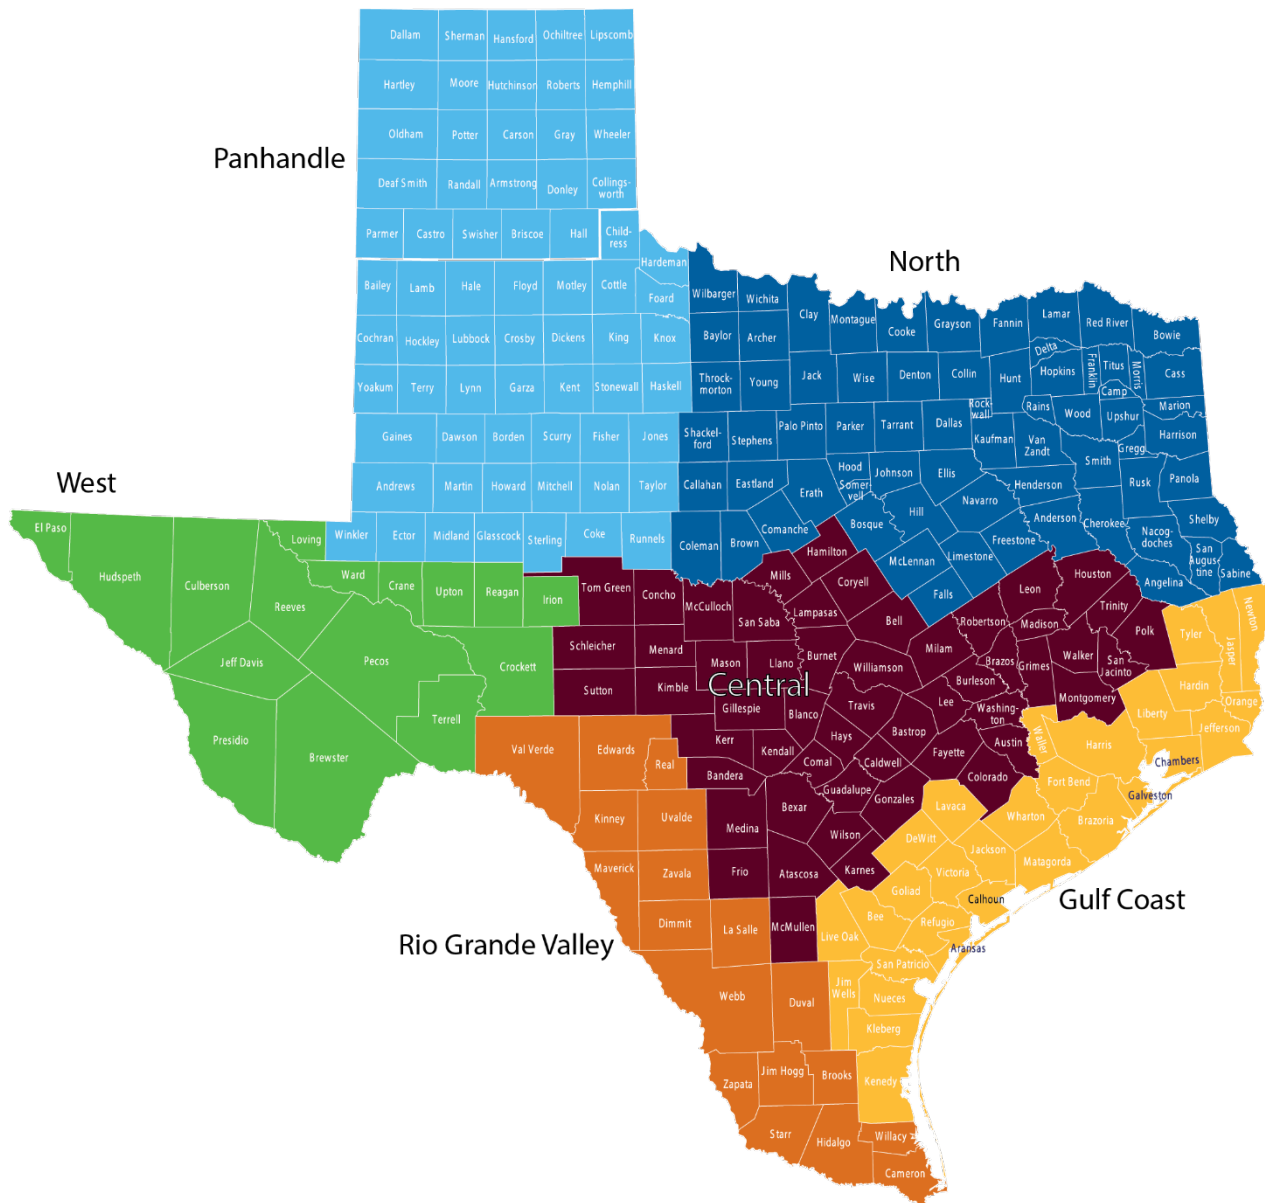 Dallam
Sherman
Hansford
Ochiltree
Lipscomb
Hartley
Moore
Hutchinson
Roberts
Hemphill
Oldham
Potter
Carson
Gray
Wheeler
Panhandle
Deaf Smith
Randall
Armstrong
Donley
Collings-
worth
Parmer
Castro
Swisher
Briscoe
Hall
Child-
ress
Hardeman
North
Bailey
Lamb
Hale
Floyd
Motley
Cottle
Foard
Wilbarger
Wichita
Clay
Montague
Cooke
Grayson
Fannin
Lamar
Red River
Bowie
Cochran
Hockley
Lubbock
Crosby
Dickens
King
Knox
Baylor
Archer
Delta
Yoakum
Terry
Lynn
Garza
Kent
Stonewall
Haskell
Throck-
morton
Young
Jack
Wise
Denton
Collin
Hunt
Hopkins
Franklin
Titus
Morris
Camp
Cass
Rock-
wall
Rains
Wood
Upshur
Marion
Gaines
Dawson
Borden
Scurry
Fisher
Jones
Shackel-
ford
Stephens
Palo Pinto
Parker
Tarrant
Dallas
Kaufman
Van
Zandt
Smith
Gregg
Harrison
West
Andrews
Martin
Howard
Mitchell
Nolan
Taylor
Callahan
Eastland
Erath
Hood
Somer-
vell
Johnson
Ellis
Navarro
Henderson
Rusk
Panola
El Paso
Loving
Winkler
Ector
Midland
Glasscock
Sterling
Coke
Runnels
Coleman
Brown
Comanche
Bosque
Hill
Freestone
Anderson
Cherokee
Nacog-
doches
Shelby
San
Augus-
tine
Sabine
Hudspeth
Culberson
Reeves
Ward
Crane
Upton
Reagan
Irion
Tom Green
Concho
McCulloch
San Saba
Mills
Hamilton
Coryell
McLennan
Limestone
Falls
Leon
Houston
Angelina
Trinity
Polk
Tyler
Jasper
Newton
Lampasas
Bell
Robertson
Madison
Jeff Davis
Pecos
Crockett
Schleicher
Menard
Mason
Llano
Burnet
Williamson
Milam
Brazos
Grimes
Walker
San
Jacinto
Hardin
Orange
Central
Sutton
Kimble
Gillespie
Blanco
Travis
Lee
Burleson
Washing-
ton
Montgomery
Liberty
Jefferson
Presidio
Brewster
Terrell
Val Verde
Edwards
Real
Kerr
Kendall
Bandera
Hays
Comal
Caldwell
Bastrop
Fayette
Austin
Colorado
Waller
Harris
Chambers
Fort Bend
Galveston
Kinney
Uvalde
Medina
Bexar
Guadalupe
Gonzales
Wilson
Lavaca
Wharton
Brazoria
Maverick
Zavala
Frio
Atascosa
Karnes
DeWitt
Jackson
Matagorda
Victoria
Goliad
Calhoun
Gulf Coast
Dimmit
La Salle
McMullen
Live Oak
Bee
Refugio
Aransas
Rio Grande Valley
San Patricio
Webb
Duval
Jim
Wells
Nueces
Kleberg
Zapata
Jim Hogg
Brooks
Kenedy
Starr
Hidalgo
Willacy
Cameron